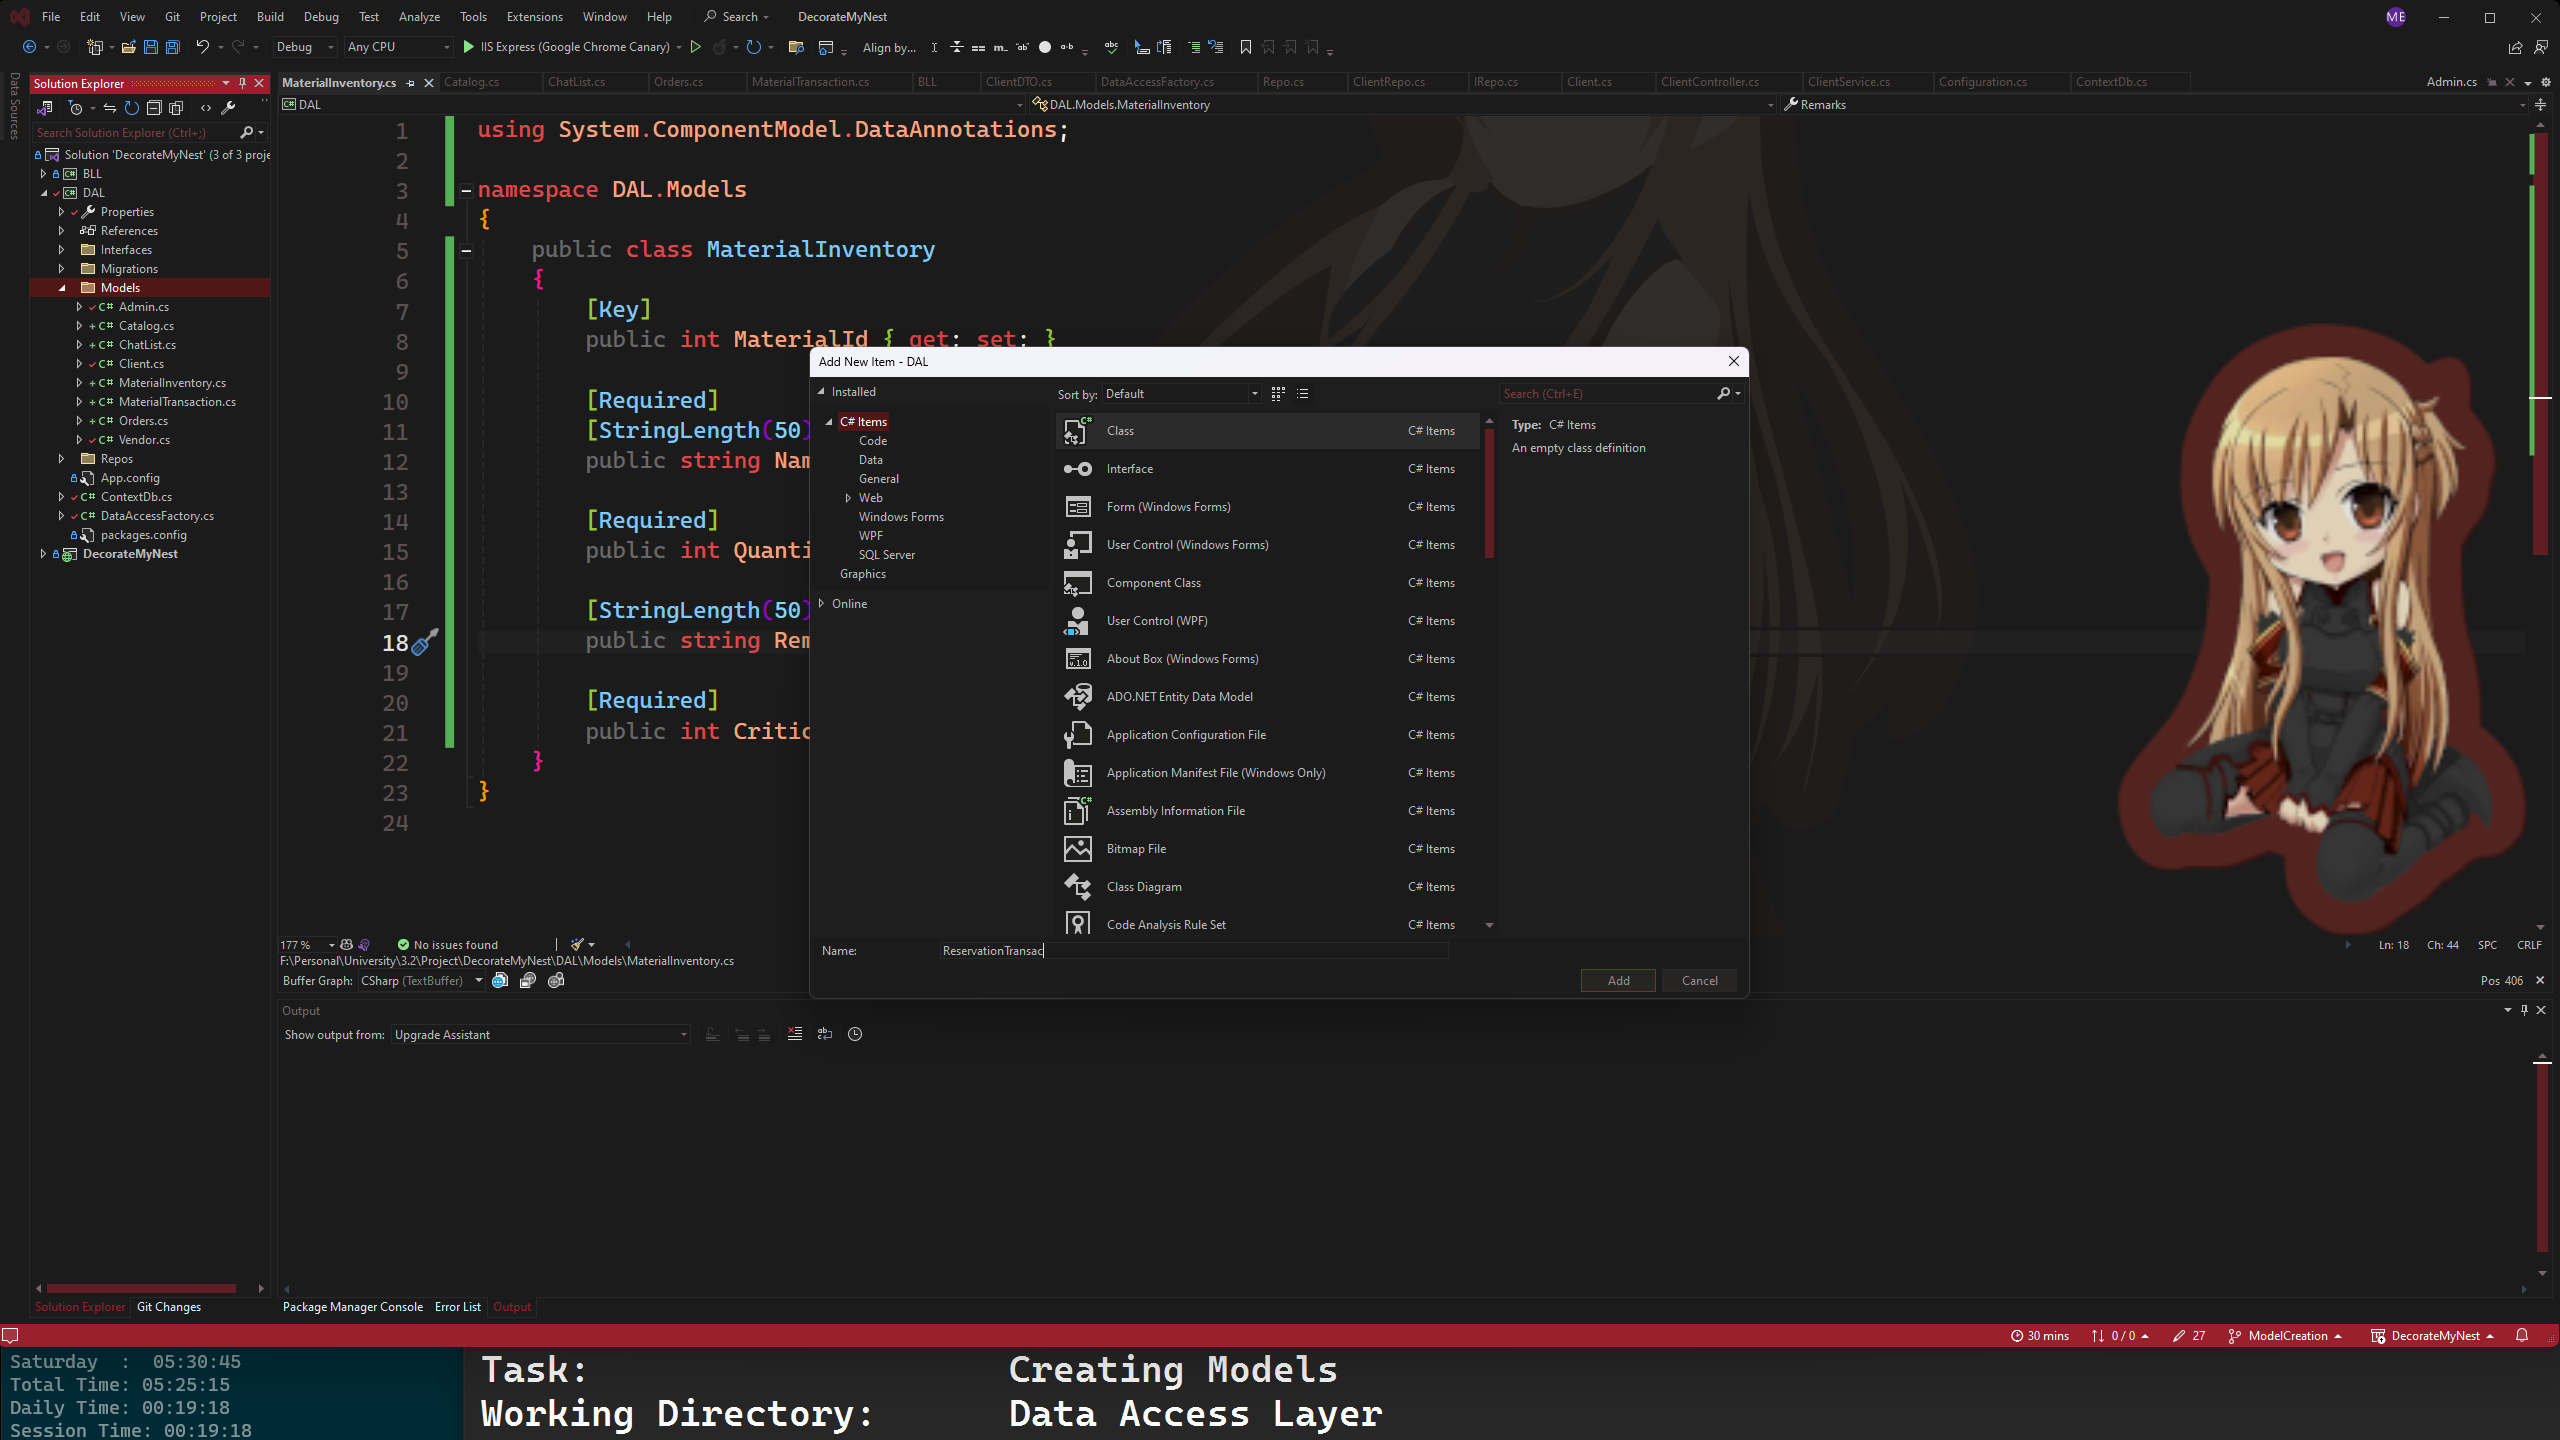 File Edit View Git Project Build Debug Test Analyze Tools Extensions Window Help Search DecorateMyNest ME
Debug Any CPU IIS Express (Google Chrome Canary) Align by...
Data Sources
Solution Explorer
MaterialInventory.cs Catalog.cs ChatList.cs Orders.cs MaterialTransaction.cs BLL ClientDTO.cs DataAccessFactory.cs Repo.cs ClientRepo.cs IRepo.cs Client.cs ClientController.cs ClientService.cs Configuration.cs ContextDb.cs Admin.cs
DAL DAL.Models.MaterialInventory Remarks
Search Solution Explorer (Ctrl+;)
Solution 'DecorateMyNest' (3 of 3 proje
BLL
DAL
Properties
References
Interfaces
Migrations
Models
Admin.cs
Catalog.cs
ChatList.cs
Client.cs
MaterialInventory.cs
MaterialTransaction.cs
Orders.cs
Vendor.cs
Repos
App.config
ContextDb.cs
DataAccessFactory.cs
packages.config
DecorateMyNest
1 using System.ComponentModel.DataAnnotations;
2
3 namespace DAL.Models
4 {
5 public class MaterialInventory
6 {
7 [Key]
8 public int MaterialId { get; set; }
9
10 [Required]
11 [StringLength(50)
12 public string Nam
13
14 [Required]
15 public int Quanti
16
17 [StringLength(50)
18 public string Rem
19
20 [Required]
21 public int Critic
22 }
23 }
24
Add New Item - DAL
Installed
Sort by: Default
Search (Ctrl+E)
C# Items
Code
Data
General
Web
Windows Forms
WPF
SQL Server
Graphics
Online
Class C# Items
Interface C# Items
Form (Windows Forms) C# Items
User Control (Windows Forms) C# Items
Component Class C# Items
User Control (WPF) C# Items
About Box (Windows Forms) C# Items
ADO.NET Entity Data Model C# Items
Application Configuration File C# Items
Application Manifest File (Windows Only) C# Items
Assembly Information File C# Items
Bitmap File C# Items
Class Diagram C# Items
Code Analysis Rule Set C# Items
Type: C# Items
An empty class definition
Name: ReservationTransac
Add Cancel
177 % No issues found Ln: 18 Ch: 44 SPC CRLF
F:\Personal\University\3.2\Project\DecorateMyNest\DAL\Models\MaterialInventory.cs
Buffer Graph: CSharp (TextBuffer) Pos 406
Output
Show output from: Upgrade Assistant
Solution Explorer Git Changes Package Manager Console Error List Output
30 mins 0 / 0 27 ModelCreation DecorateMyNest
Saturday : 05:30:45
Total Time: 05:25:15
Daily Time: 00:19:18
Session Time: 00:19:18
Task: Creating Models
Working Directory: Data Access Layer